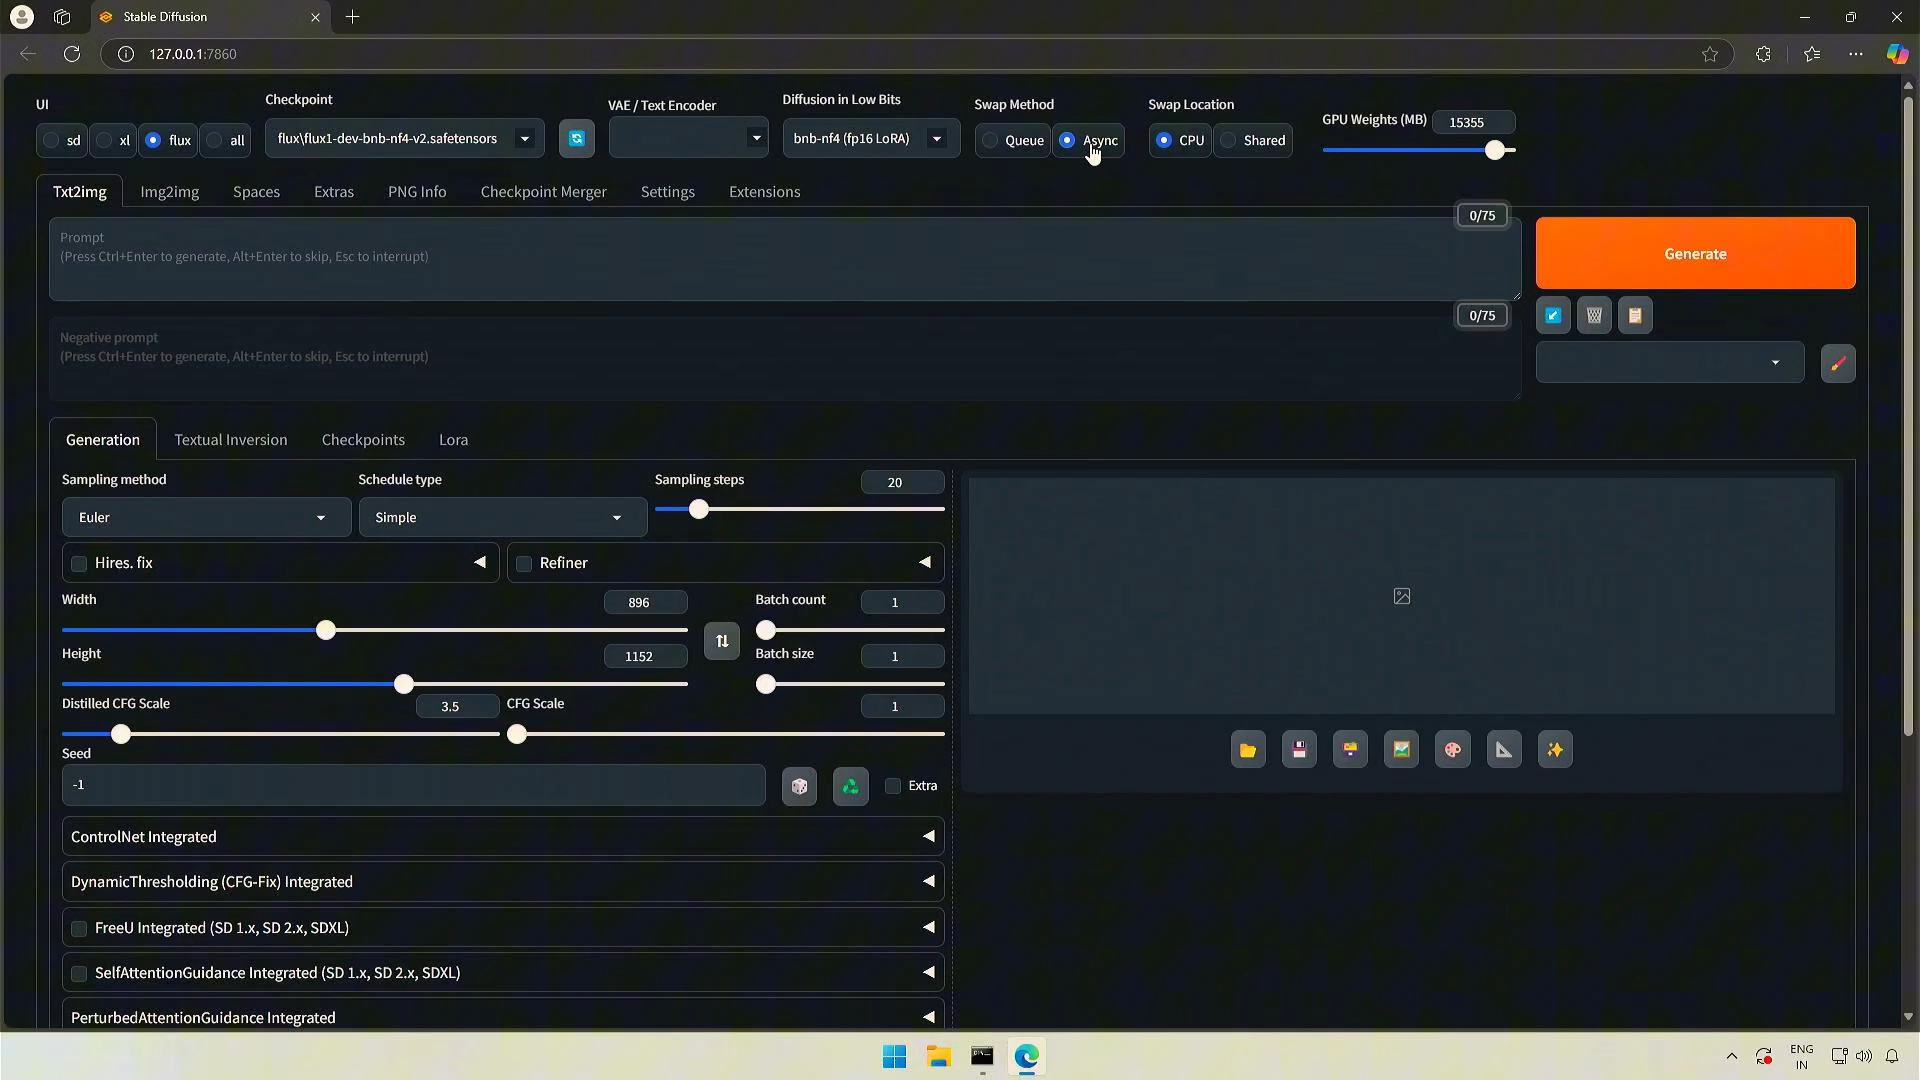 Stable Diffusion
127.0.0.1:7860
UI
Checkpoint
VAE / Text Encoder
Diffusion in Low Bits
Swap Method
Swap Location
GPU Weights (MB)
15355
sd
xl
flux
all
flux\flux1-dev-bnb-nf4-v2.safetensors
bnb-nf4 (fp16 LoRA)
Queue
Async
CPU
Shared
Txt2img
Img2img
Spaces
Extras
PNG Info
Checkpoint Merger
Settings
Extensions
0/75
Prompt
(Press Ctrl+Enter to generate, Alt+Enter to skip, Esc to interrupt)
Generate
0/75
Negative prompt
(Press Ctrl+Enter to generate, Alt+Enter to skip, Esc to interrupt)
Generation
Textual Inversion
Checkpoints
Lora
Sampling method
Schedule type
Sampling steps
20
Euler
Simple
Hires. fix
Refiner
Width
896
Batch count
1
Height
1152
Batch size
1
Distilled CFG Scale
3.5
CFG Scale
1
Seed
-1
Extra
ControlNet Integrated
DynamicThresholding (CFG-Fix) Integrated
FreeU Integrated (SD 1.x, SD 2.x, SDXL)
SelfAttentionGuidance Integrated (SD 1.x, SD 2.x, SDXL)
PerturbedAttentionGuidance Integrated
ENG
IN